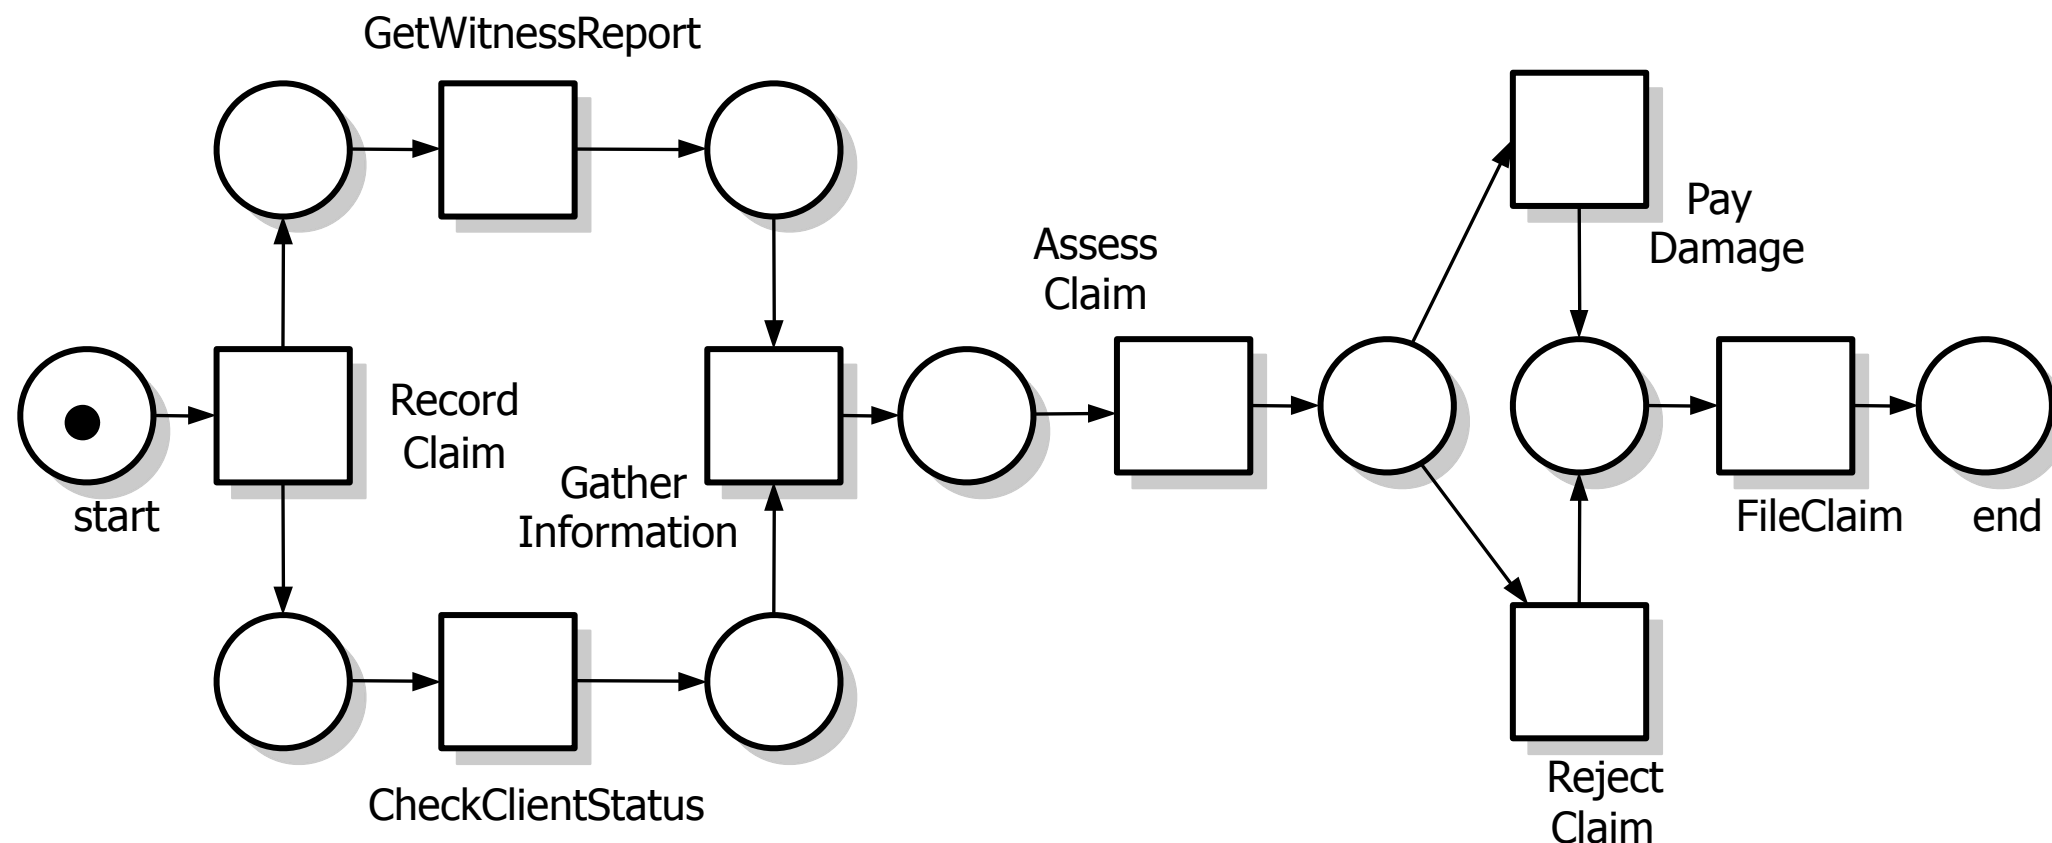 GetWitnessReport
Pay
Damage
Assess
Claim
Record
Claim
Gather
Information
start
FileClaim
end
CheckClientStatus
Reject
Claim